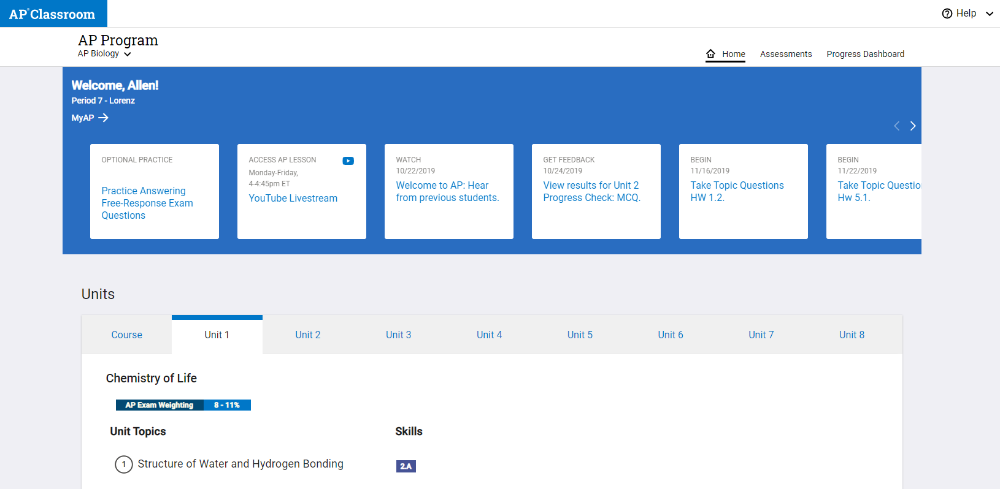 AP® Classroom
Help
AP Program
AP Biology
Home
Assessments
Progress Dashboard
Welcome, Allen!
Period 7 - Lorenz
MyAP
OPTIONAL PRACTICE
Practice Answering
Free-Response Exam
Questions
ACCESS AP LESSON
Monday-Friday,
4-4:45pm ET
YouTube Livestream
WATCH
10/22/2019
Welcome to AP: Hear
from previous students.
GET FEEDBACK
10/24/2019
View results for Unit 2
Progress Check: MCQ.
BEGIN
11/16/2019
Take Topic Questions
HW 1.2.
BEGIN
11/22/2019
Take Topic Questio
Hw 5.1.
Units
Course
Unit 1
Unit 2
Unit 3
Unit 4
Unit 5
Unit 6
Unit 7
Unit 8
Chemistry of Life
AP Exam Weighting 8 - 11%
Unit Topics
Skills
1 Structure of Water and Hydrogen Bonding
2.A